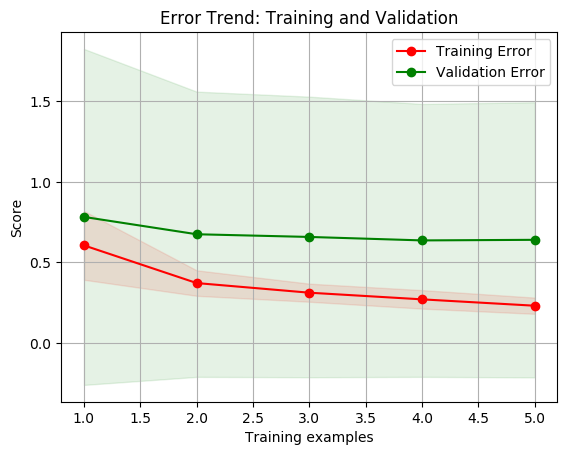 Error Trend: Training and Validation
Training Error
Validation Error
Score
1.5
1.0
0.5
0.0
1.0 1.5 2.0 2.5 3.0 3.5 4.0 4.5 5.0
Training examples